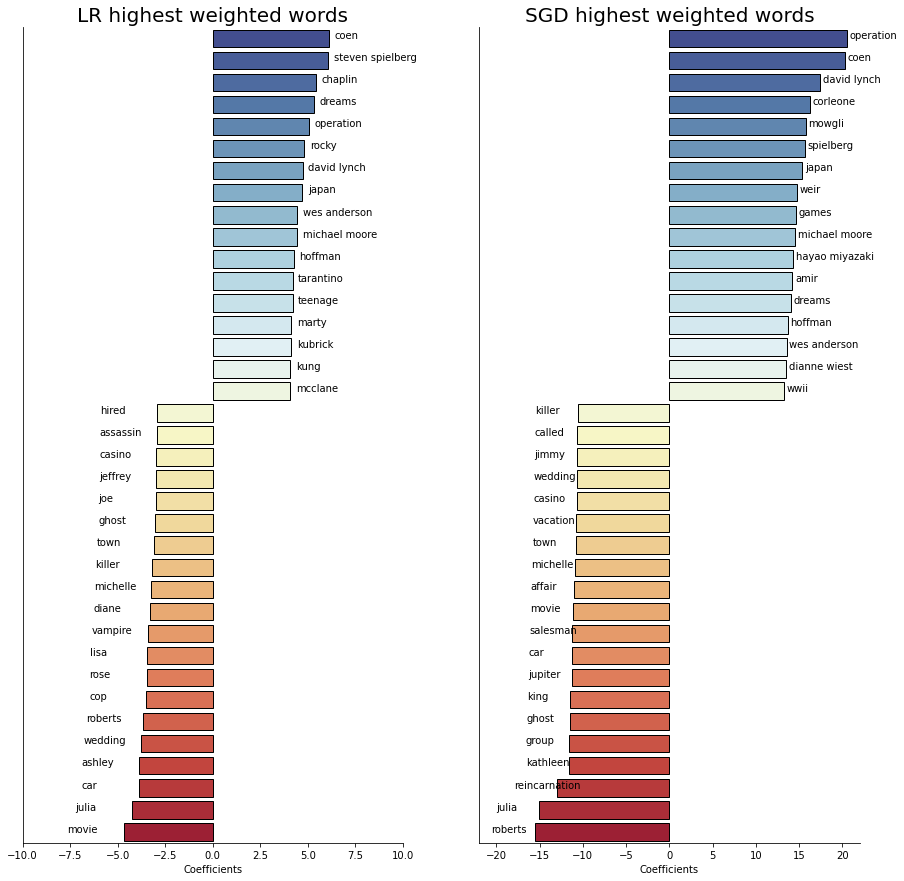 LR highest weighted words
coen
steven spielberg
chaplin
dreams
operation
rocky
david lynch
japan
wes anderson
michael moore
hoffman
tarantino
teenage
marty
kubrick
kung
mcclane
hired
assassin
casino
jeffrey
joe
ghost
town
killer
michelle
diane
vampire
lisa
rose
cop
roberts
wedding
ashley
car
julia
movie
−10.0 −7.5 −5.0 −2.5 0.0 2.5 5.0 7.5 10.0
Coefficients
SGD highest weighted words
operation
coen
david lynch
corleone
mowgli
spielberg
japan
weir
games
michael moore
hayao miyazaki
amir
dreams
hoffman
wes anderson
dianne wiest
wwii
killer
called
jimmy
wedding
casino
vacation
town
michelle
affair
movie
salesman
car
jupiter
king
ghost
group
kathleen
reincarnation
julia
roberts
−20 −15 −10 −5 0 5 10 15 20
Coefficients